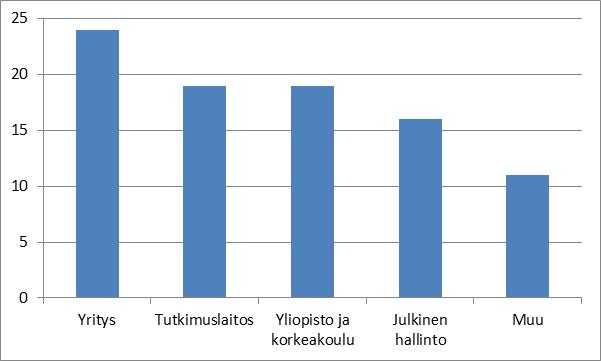 25
20
15
10
5
0
Yritys
Tutkimuslaitos
Yliopisto ja
korkeakoulu
Julkinen
hallinto
Muu